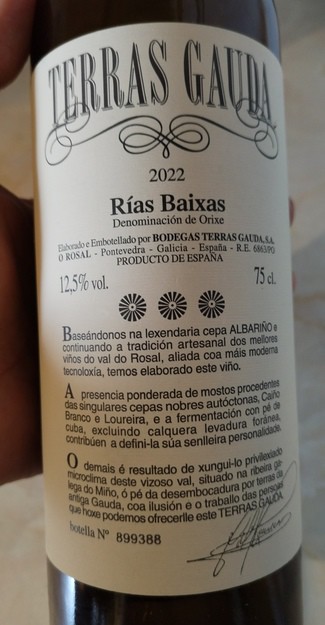 TERRAS GAUDA
2022
Rías Baixas
Denominación de Orixe
Elaborado e Embotellado por BODEGAS TERRAS GAUDA, S.A.
O ROSAL - Pontevedra - Galicia - España - R.E. 6863/PO
PRODUCTO DE ESPAÑA
12,5% vol.
75 cl.
Baseándonos na lexendaria cepa ALBARIÑO e
continuando a tradición artesanal dos mellores
viños do val do Rosal, aliada coa máis moderna
tecnoloxía, temos elaborado este viño.
A presencia ponderada de mostos procedentes
das singulares cepas nobres autóctonas, Caiño
Branco e Loureira, e a fermentación con pé de
cuba, excluindo calquera levadura foránea,
contribúen a defini-la súa senlleira personalidade.
O demais é resultado de xungui-lo privilexiado
microclima deste vizoso val, situado na ribeira ga-
lega do Miño, ó pé da desembocadura por terras da
antiga Gauda, coa ilusión e o traballo das persoas
que hoxe podemos ofrecerlle este TERRAS GAUDA.
botella Nº 899388